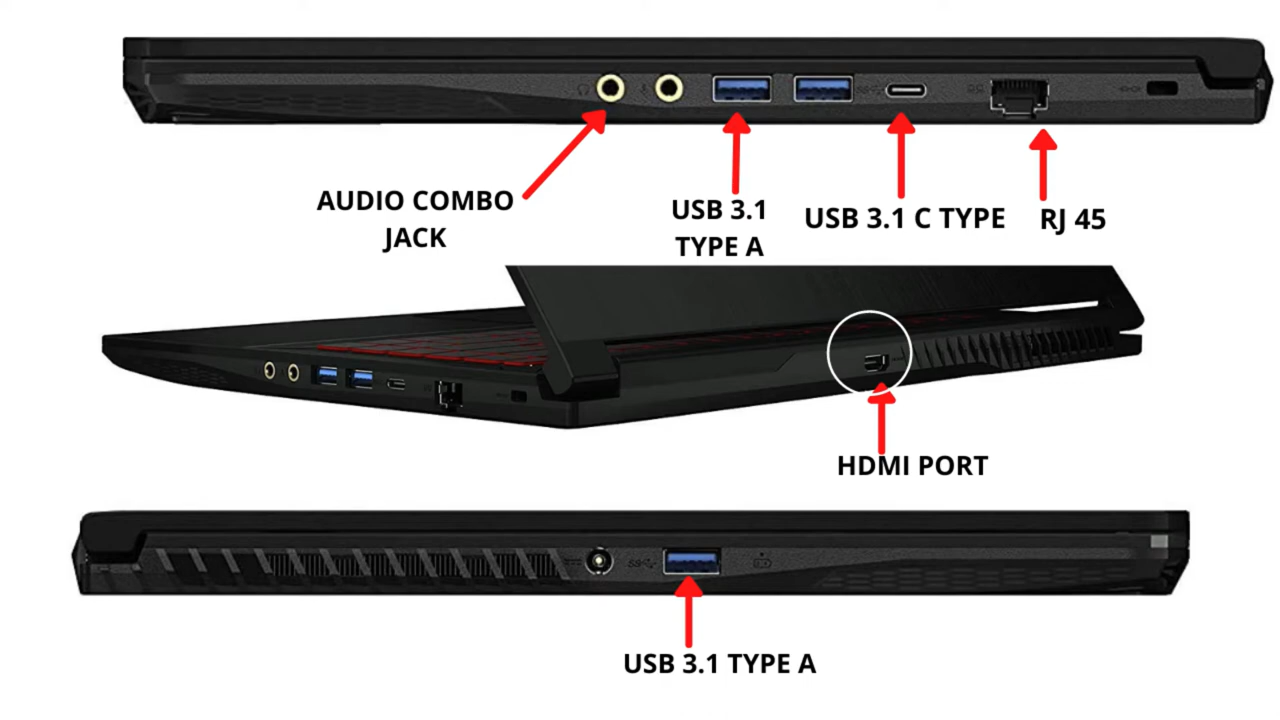 AUDIO COMBO
JACK
USB 3.1
TYPE A
USB 3.1 C TYPE
RJ 45
HDMI PORT
USB 3.1 TYPE A